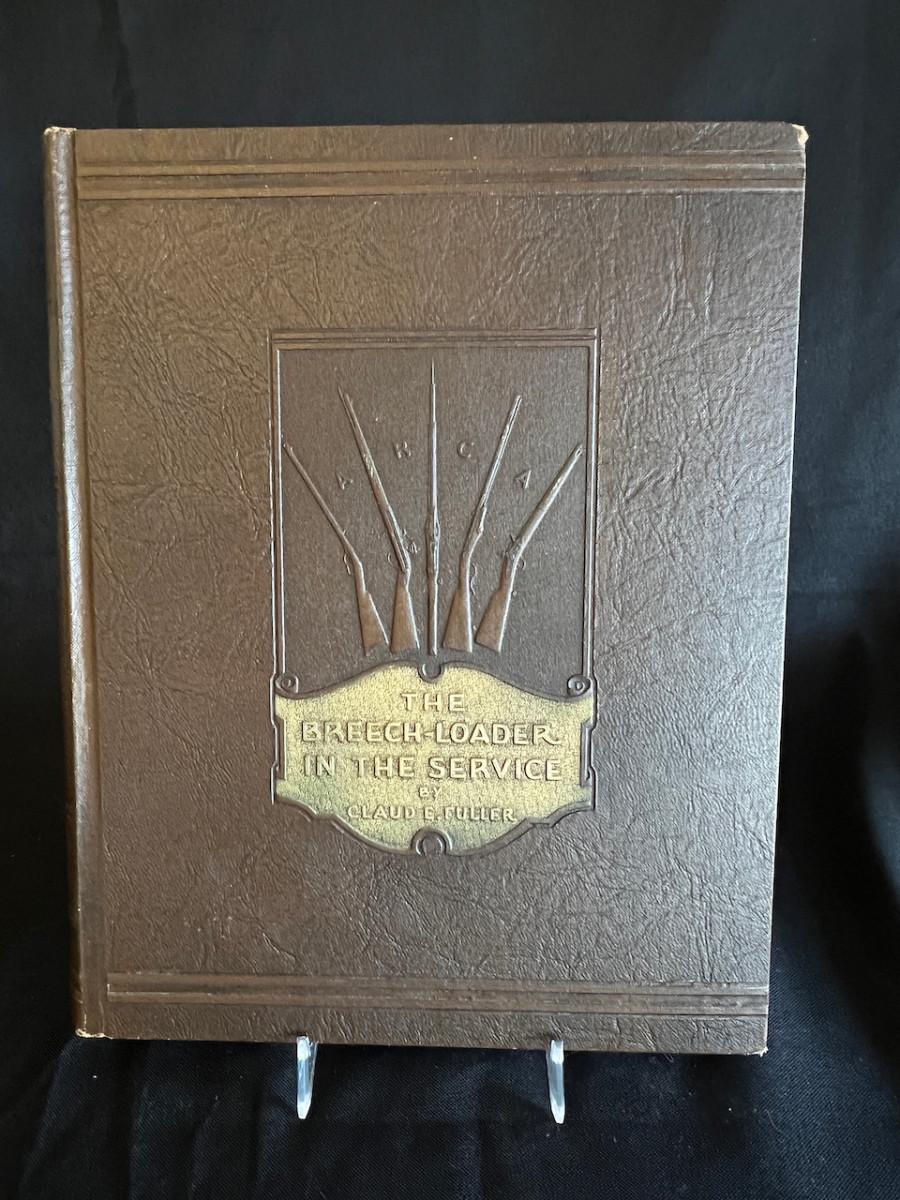 A R C A
THE
BREECH-LOADER
IN THE SERVICE
BY
CLAUD E. FULLER